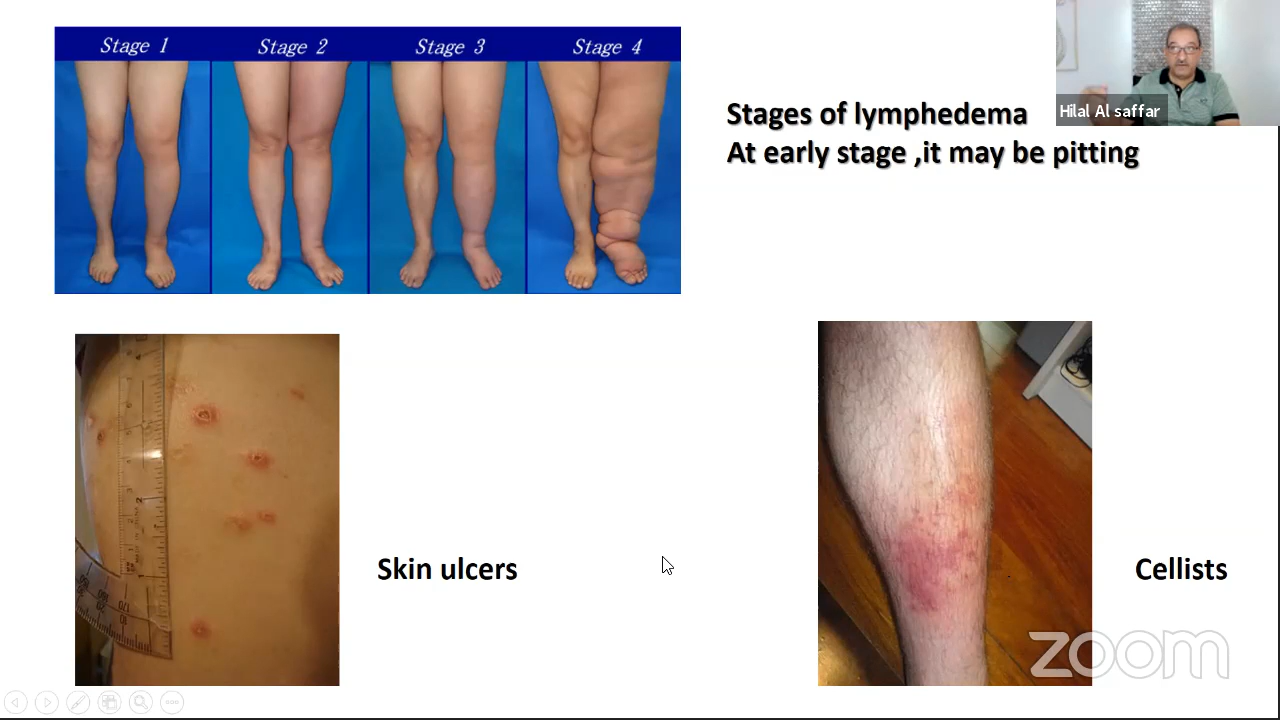 Stage 1 Stage 2 Stage 3 Stage 4
Stages of lymphedema
At early stage ,it may be pitting
Hilal Al saffar
Skin ulcers
Cellists
zoom